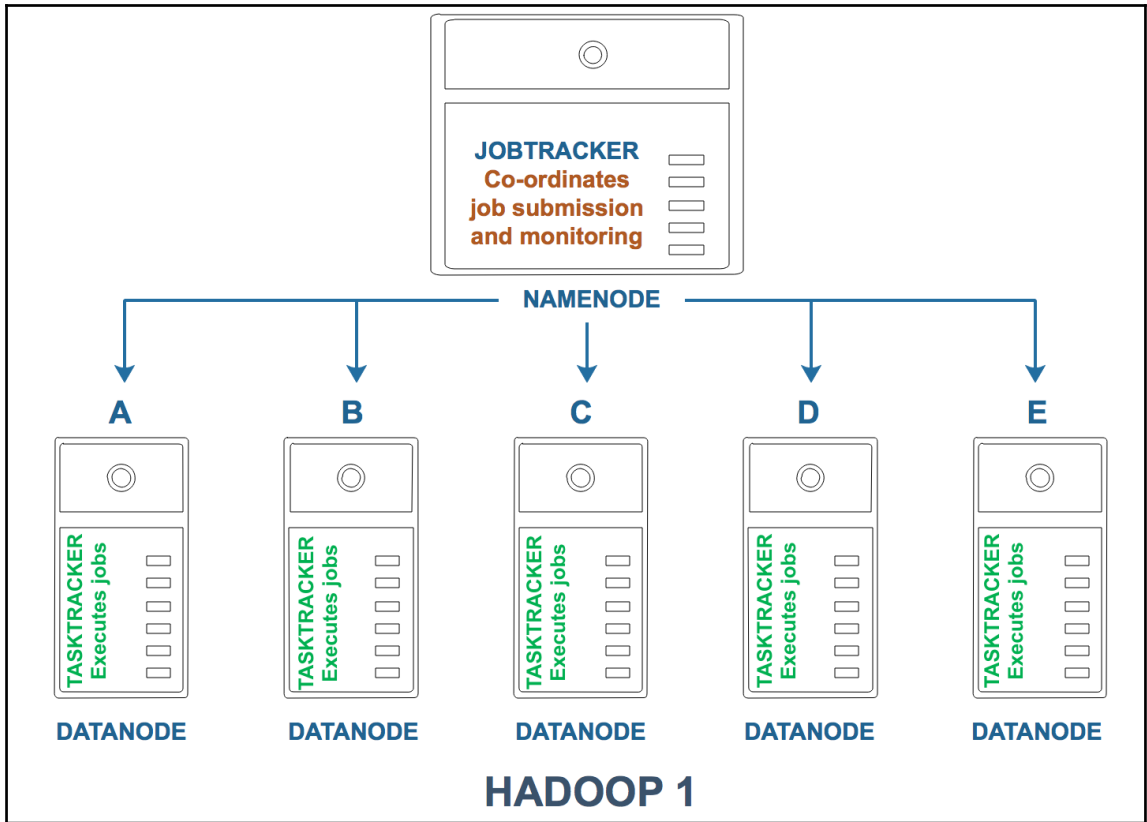 JOBTRACKER
Co-ordinates
job submission
and monitoring
NAMENODE
A
B
C
D
E
TASKTRACKER
Executes jobs
TASKTRACKER
Executes jobs
TASKTRACKER
Executes jobs
TASKTRACKER
Executes jobs
TASKTRACKER
Executes jobs
DATANODE
DATANODE
DATANODE
DATANODE
DATANODE
HADOOP 1